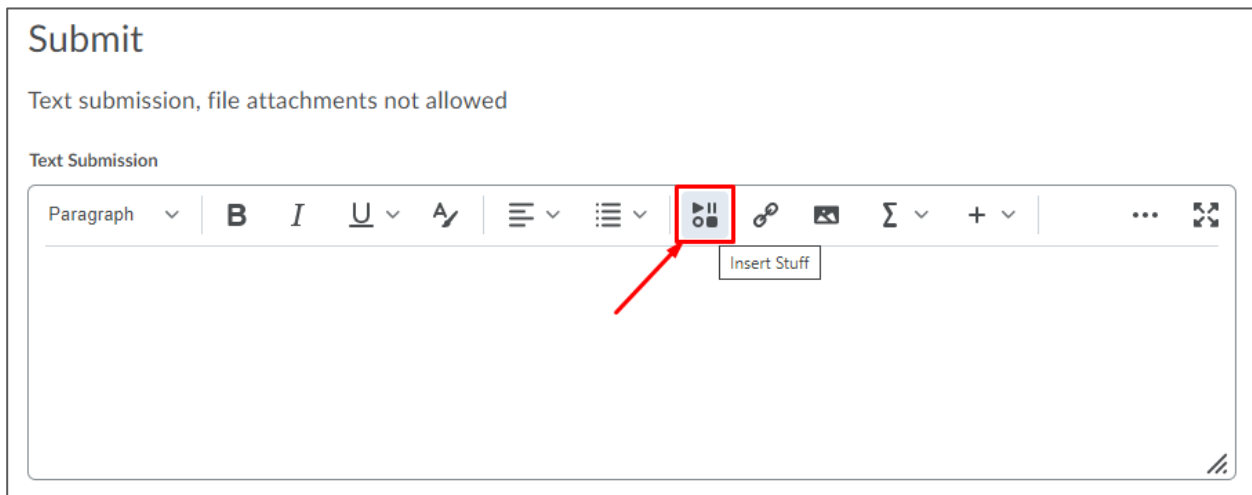 Submit
Text submission, file attachments not allowed
Text Submission
Paragraph B I U A Σ + ...
Insert Stuff